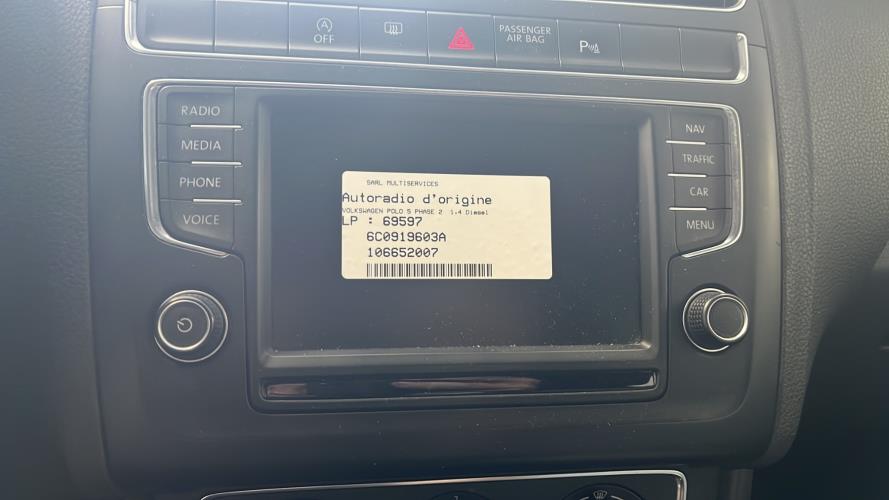 A
OFF
PASSENGER
AIR BAG
P
RADIO
MEDIA
PHONE
VOICE
SARL MULTISERVICES
Autoradio d'origine
VOLKSWAGEN POLO 5 PHASE 2 1.4 Diesel
LP : 69597
6C0919603A
106652007
NAV
TRAFFIC
CAR
MENU